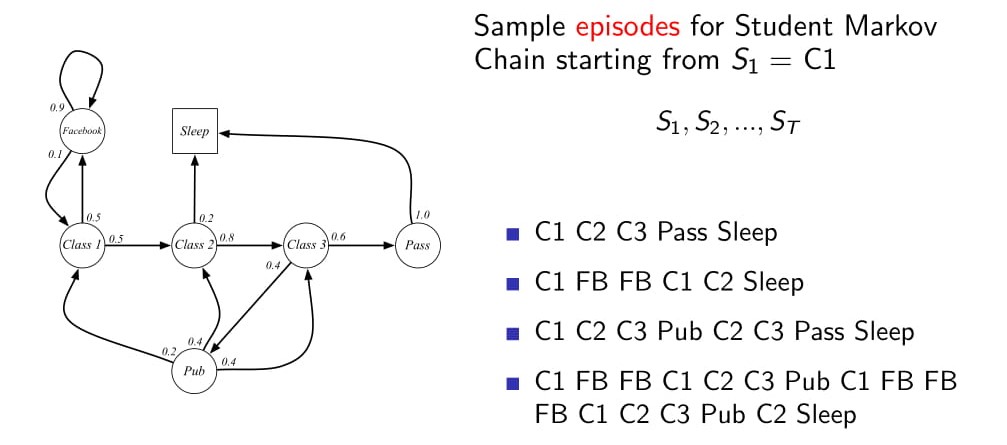 Sample episodes for Student Markov
Chain starting from S₁ = C1
S₁, S₂, ..., S_T
0.9
Facebook
0.1
Sleep
1.0
0.5
0.2
Class 1
0.5
Class 2
0.8
Class 3
0.6
Pass
0.4
0.4
0.2
Pub
0.4
■ C1 C2 C3 Pass Sleep
■ C1 FB FB C1 C2 Sleep
■ C1 C2 C3 Pub C2 C3 Pass Sleep
■ C1 FB FB C1 C2 C3 Pub C1 FB FB
FB C1 C2 C3 Pub C2 Sleep